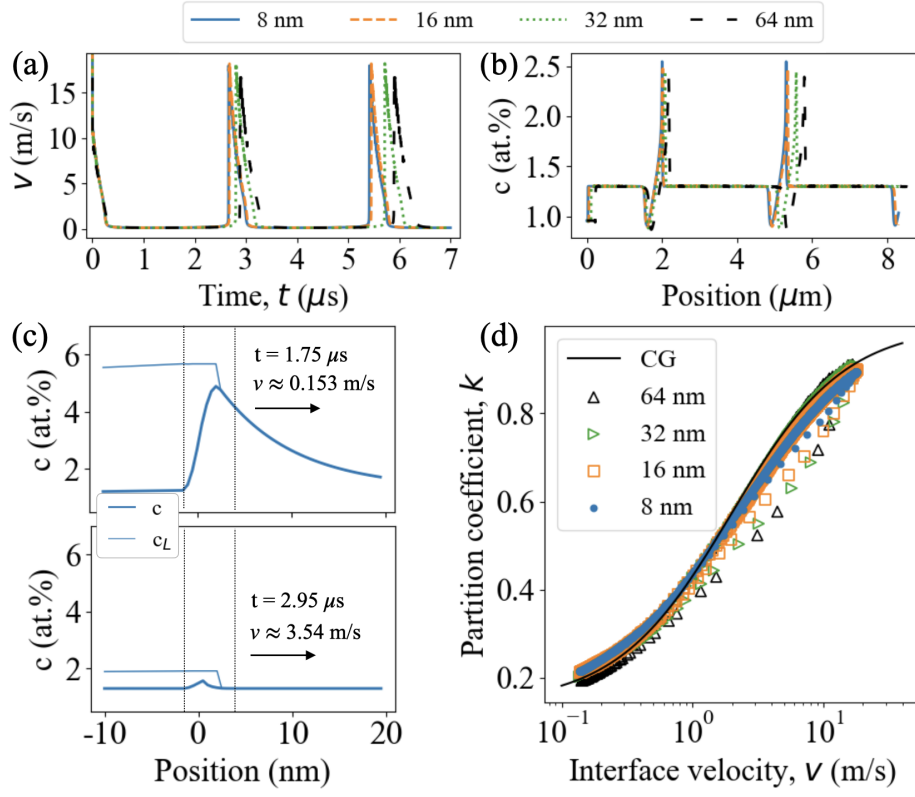 8 nm 16 nm 32 nm 64 nm
(a)
v (m/s)
15
10
5
0
0 1 2 3 4 5 6 7
Time, t (μs)
(b)
c (at.%)
2.5
2.0
1.5
1.0
0 2 4 6 8
Position (μm)
(c)
c (at.%)
6
4
2
t = 1.75 μs
v ≈ 0.153 m/s
c
c_L
c (at.%)
6
4
2
t = 2.95 μs
v ≈ 3.54 m/s
-10 0 10 20
Position (nm)
(d)
Partition coefficient, k
0.8
0.6
0.4
0.2
CG
64 nm
32 nm
16 nm
8 nm
10⁻¹ 10⁰ 10¹
Interface velocity, v (m/s)